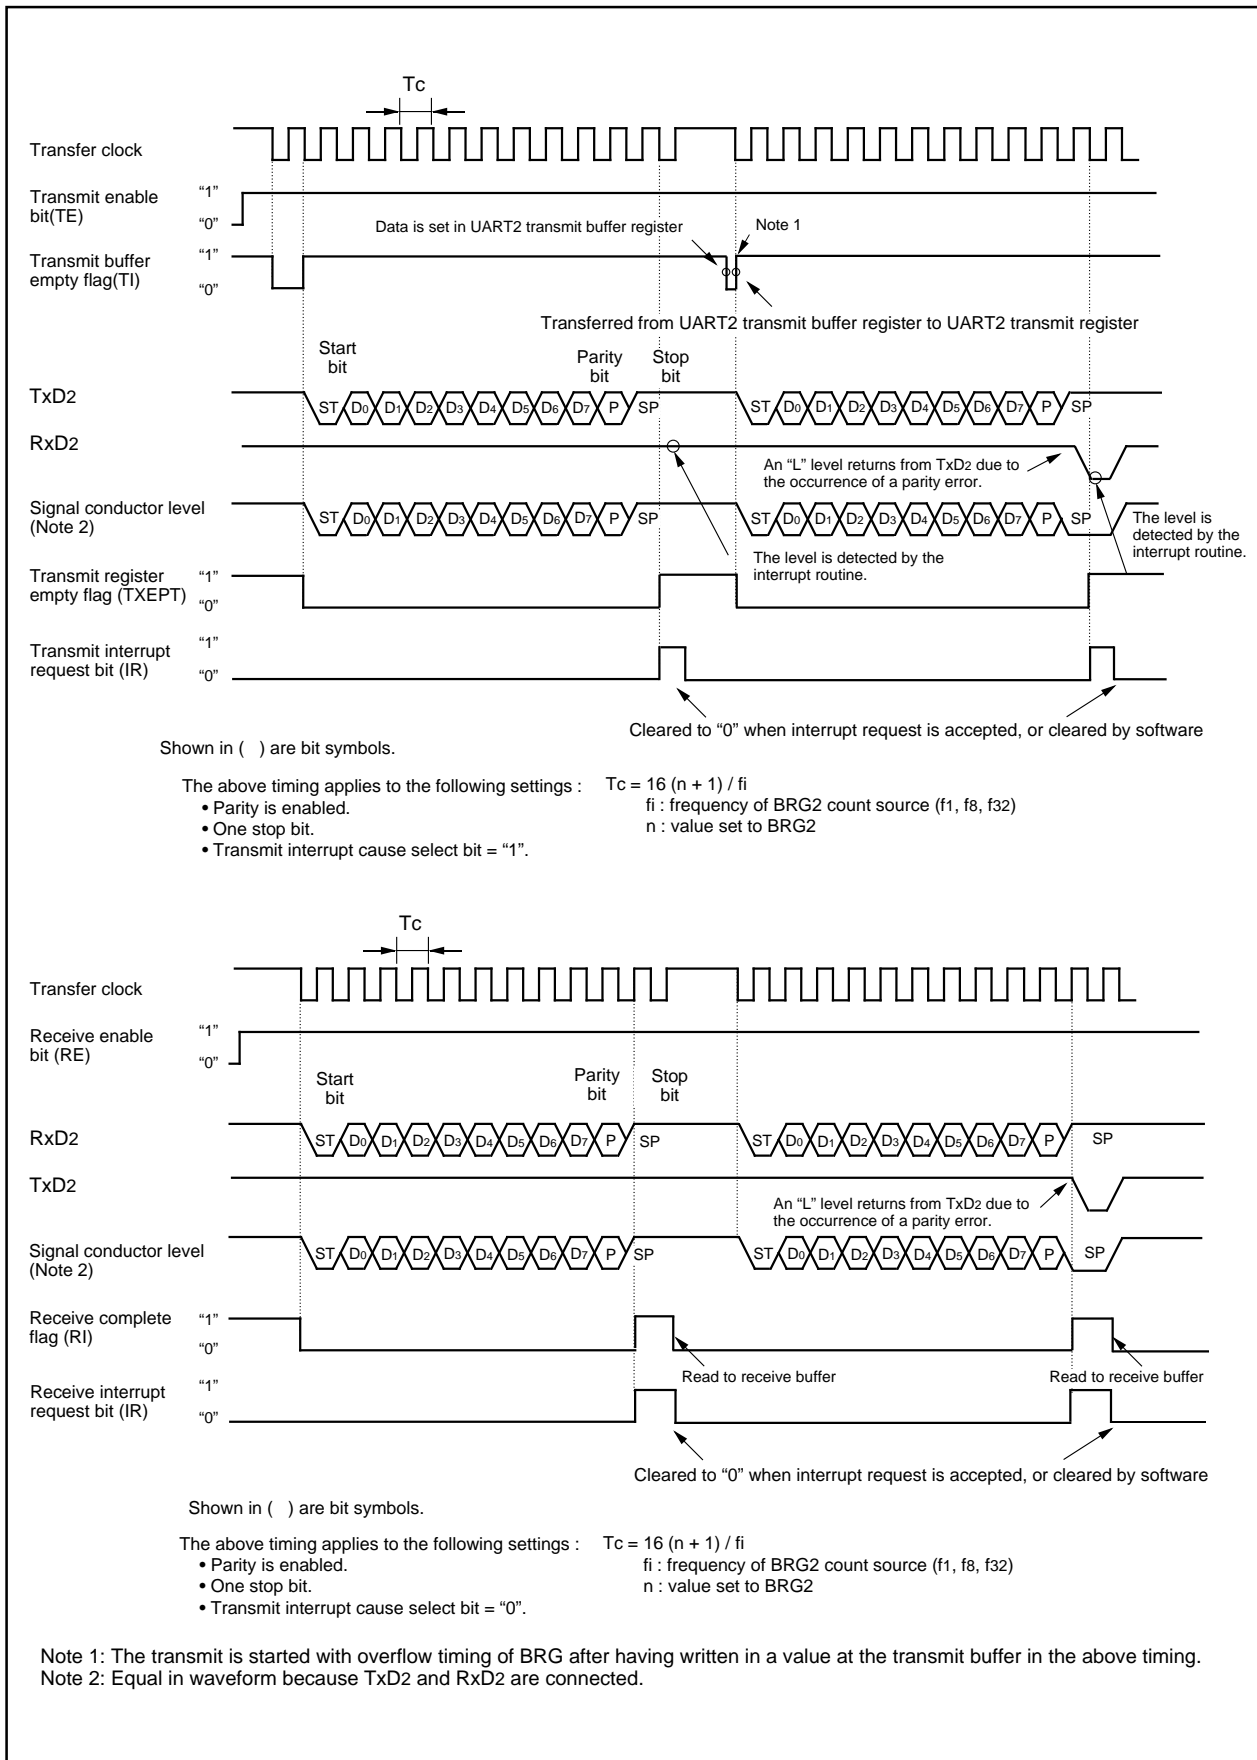 Tc
Transfer clock
Transmit enable
bit(TE)
“1”
“0”
Data is set in UART2 transmit buffer register
Note 1
Transmit buffer
empty flag(TI)
“1”
“0”
Transferred from UART2 transmit buffer register to UART2 transmit register
Start
bit
Parity
bit
Stop
bit
TxD2
ST D0 D1 D2 D3 D4 D5 D6 D7 P SP
ST D0 D1 D2 D3 D4 D5 D6 D7 P SP
RxD2
An “L” level returns from TxD2 due to
the occurrence of a parity error.
Signal conductor level
(Note 2)
ST D0 D1 D2 D3 D4 D5 D6 D7 P SP
ST D0 D1 D2 D3 D4 D5 D6 D7 P SP
The level is
detected by the
interrupt routine.
The level is detected by the
interrupt routine.
Transmit register
empty flag (TXEPT)
“1”
“0”
Transmit interrupt
request bit (IR)
“1”
“0”
Cleared to “0” when interrupt request is accepted, or cleared by software
Shown in ( ) are bit symbols.
The above timing applies to the following settings :
• Parity is enabled.
• One stop bit.
• Transmit interrupt cause select bit = “1”.
Tc = 16 (n + 1) / fi
fi : frequency of BRG2 count source (f1, f8, f32)
n : value set to BRG2
Tc
Transfer clock
Receive enable
bit (RE)
“1”
“0”
Start
bit
Parity
bit
Stop
bit
RxD2
ST D0 D1 D2 D3 D4 D5 D6 D7 P SP
ST D0 D1 D2 D3 D4 D5 D6 D7 P SP
TxD2
An “L” level returns from TxD2 due to
the occurrence of a parity error.
Signal conductor level
(Note 2)
ST D0 D1 D2 D3 D4 D5 D6 D7 P SP
ST D0 D1 D2 D3 D4 D5 D6 D7 P SP
Receive complete
flag (RI)
“1”
“0”
Read to receive buffer
Read to receive buffer
Receive interrupt
request bit (IR)
“1”
“0”
Cleared to “0” when interrupt request is accepted, or cleared by software
Shown in ( ) are bit symbols.
The above timing applies to the following settings :
• Parity is enabled.
• One stop bit.
• Transmit interrupt cause select bit = “0”.
Tc = 16 (n + 1) / fi
fi : frequency of BRG2 count source (f1, f8, f32)
n : value set to BRG2
Note 1: The transmit is started with overflow timing of BRG after having written in a value at the transmit buffer in the above timing.
Note 2: Equal in waveform because TxD2 and RxD2 are connected.